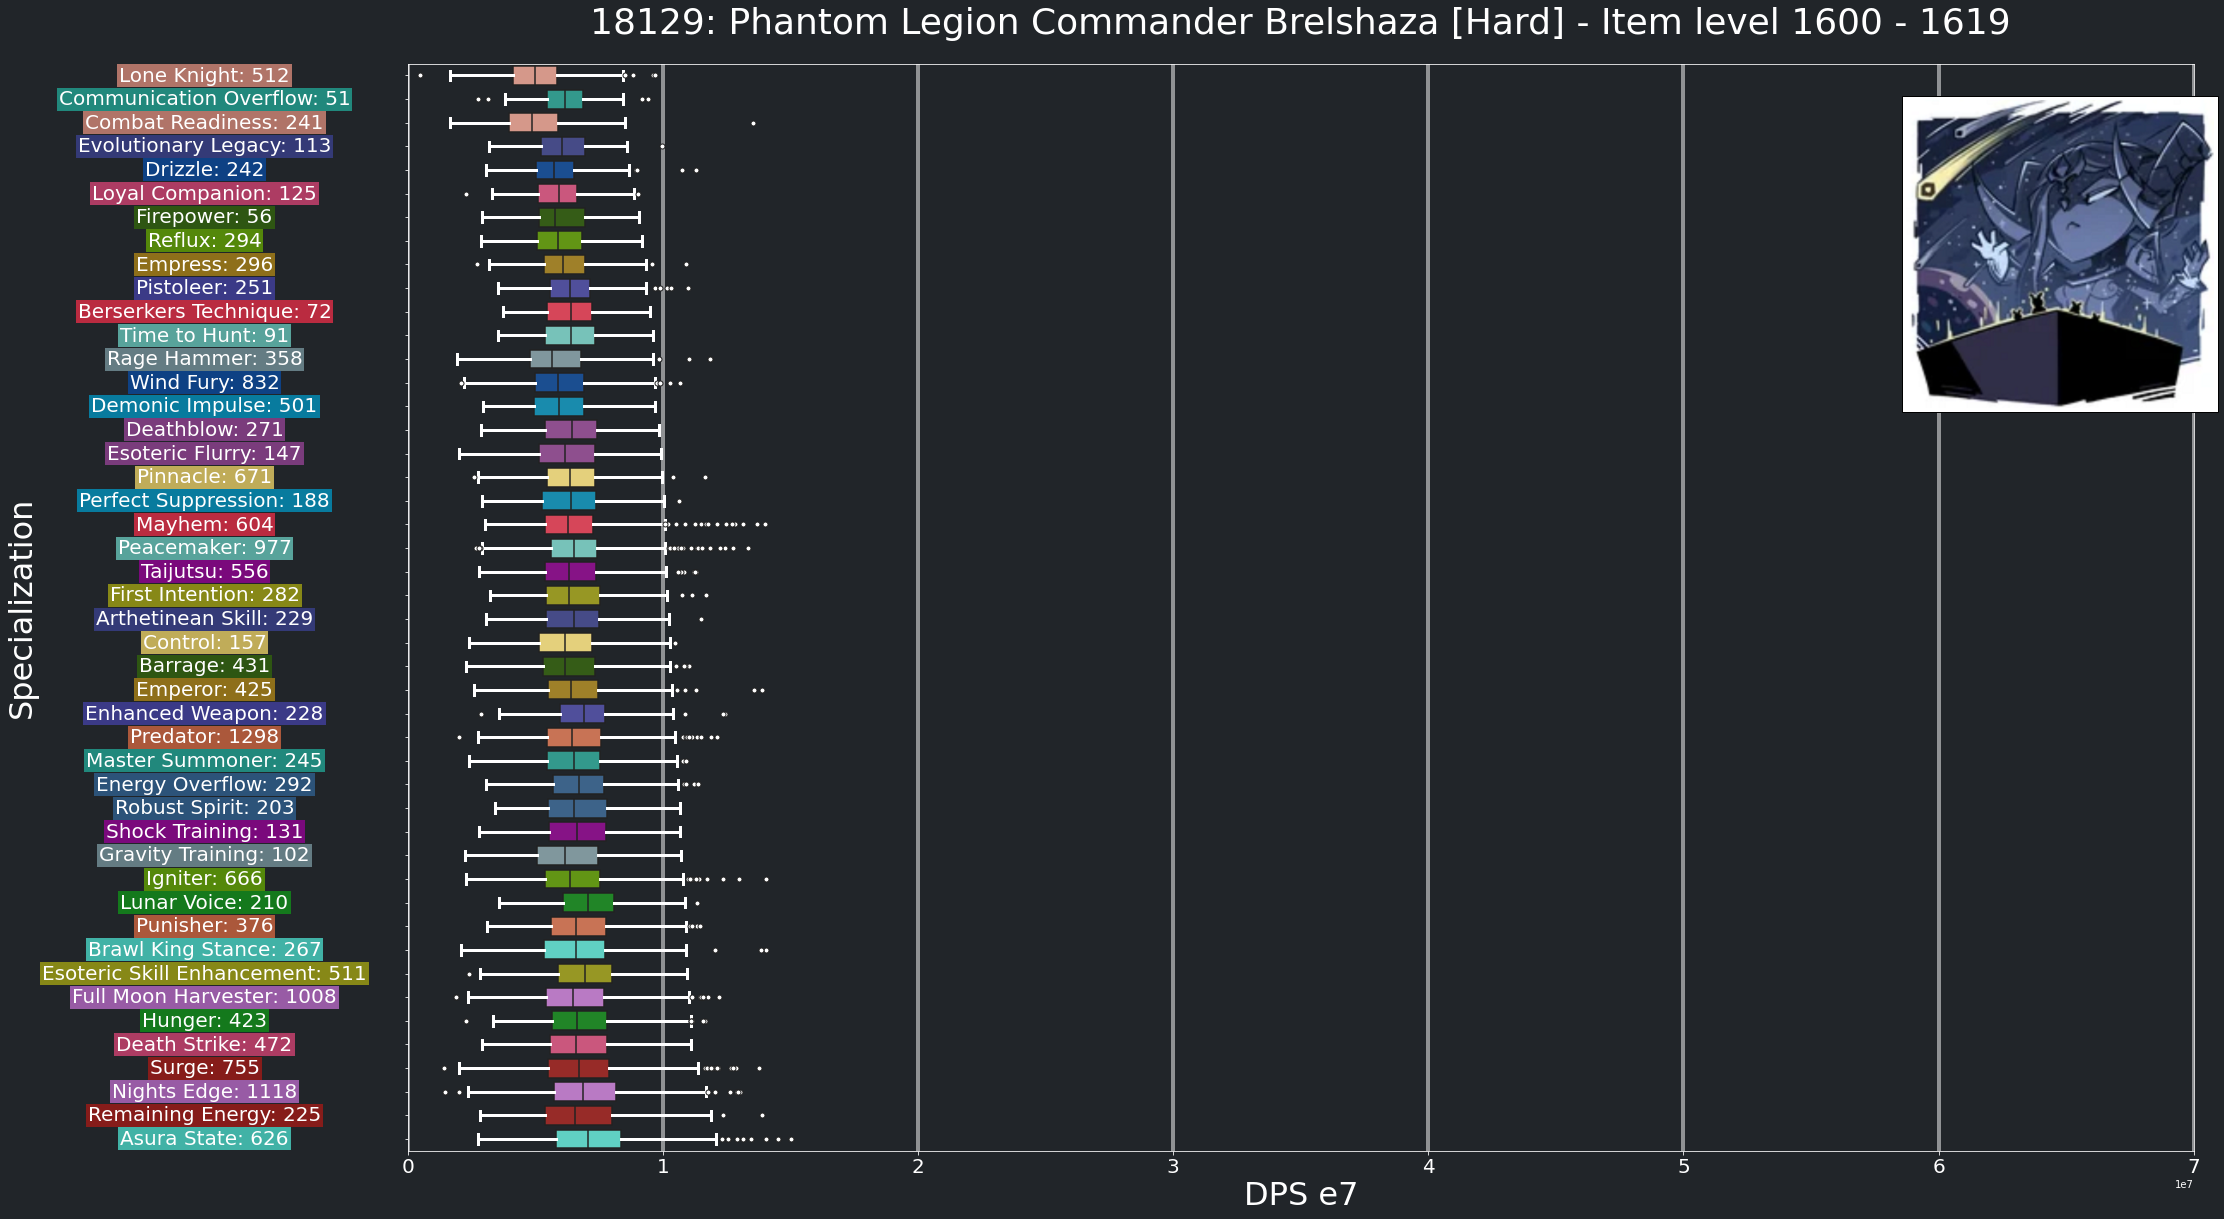 18129: Phantom Legion Commander Brelshaza [Hard] - Item level 1600 - 1619
Specialization
Lone Knight: 512
Communication Overflow: 51
Combat Readiness: 241
Evolutionary Legacy: 113
Drizzle: 242
Loyal Companion: 125
Firepower: 56
Reflux: 294
Empress: 296
Pistoleer: 251
Berserkers Technique: 72
Time to Hunt: 91
Rage Hammer: 358
Wind Fury: 832
Demonic Impulse: 501
Deathblow: 271
Esoteric Flurry: 147
Pinnacle: 671
Perfect Suppression: 188
Mayhem: 604
Peacemaker: 977
Taijutsu: 556
First Intention: 282
Arthetinean Skill: 229
Control: 157
Barrage: 431
Emperor: 425
Enhanced Weapon: 228
Predator: 1298
Master Summoner: 245
Energy Overflow: 292
Robust Spirit: 203
Shock Training: 131
Gravity Training: 102
Igniter: 666
Lunar Voice: 210
Punisher: 376
Brawl King Stance: 267
Esoteric Skill Enhancement: 511
Full Moon Harvester: 1008
Hunger: 423
Death Strike: 472
Surge: 755
Nights Edge: 1118
Remaining Energy: 225
Asura State: 626
0 1 2 3 4 5 6 7
1e7
DPS e7